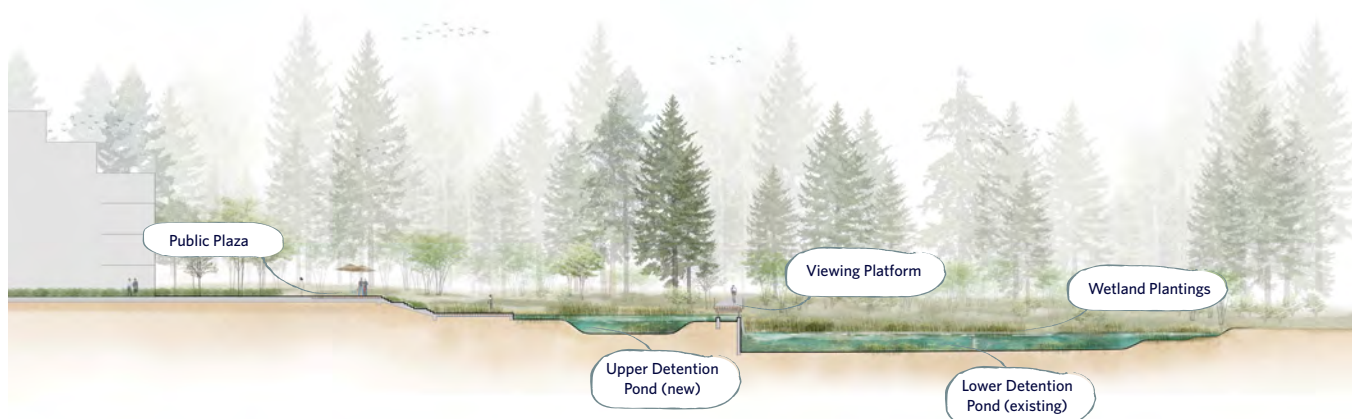 Public Plaza
Viewing Platform
Wetland Plantings
Upper Detention
Pond (new)
Lower Detention
Pond (existing)